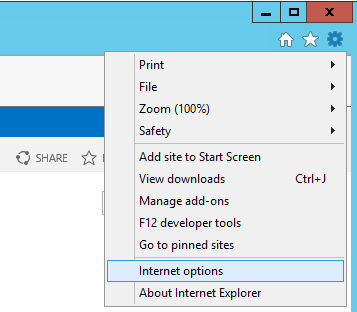 Print
File
Zoom (100%)
Safety
SHARE
Add site to Start Screen
View downloads Ctrl+J
Manage add-ons
F12 developer tools
Go to pinned sites
Internet options
About Internet Explorer